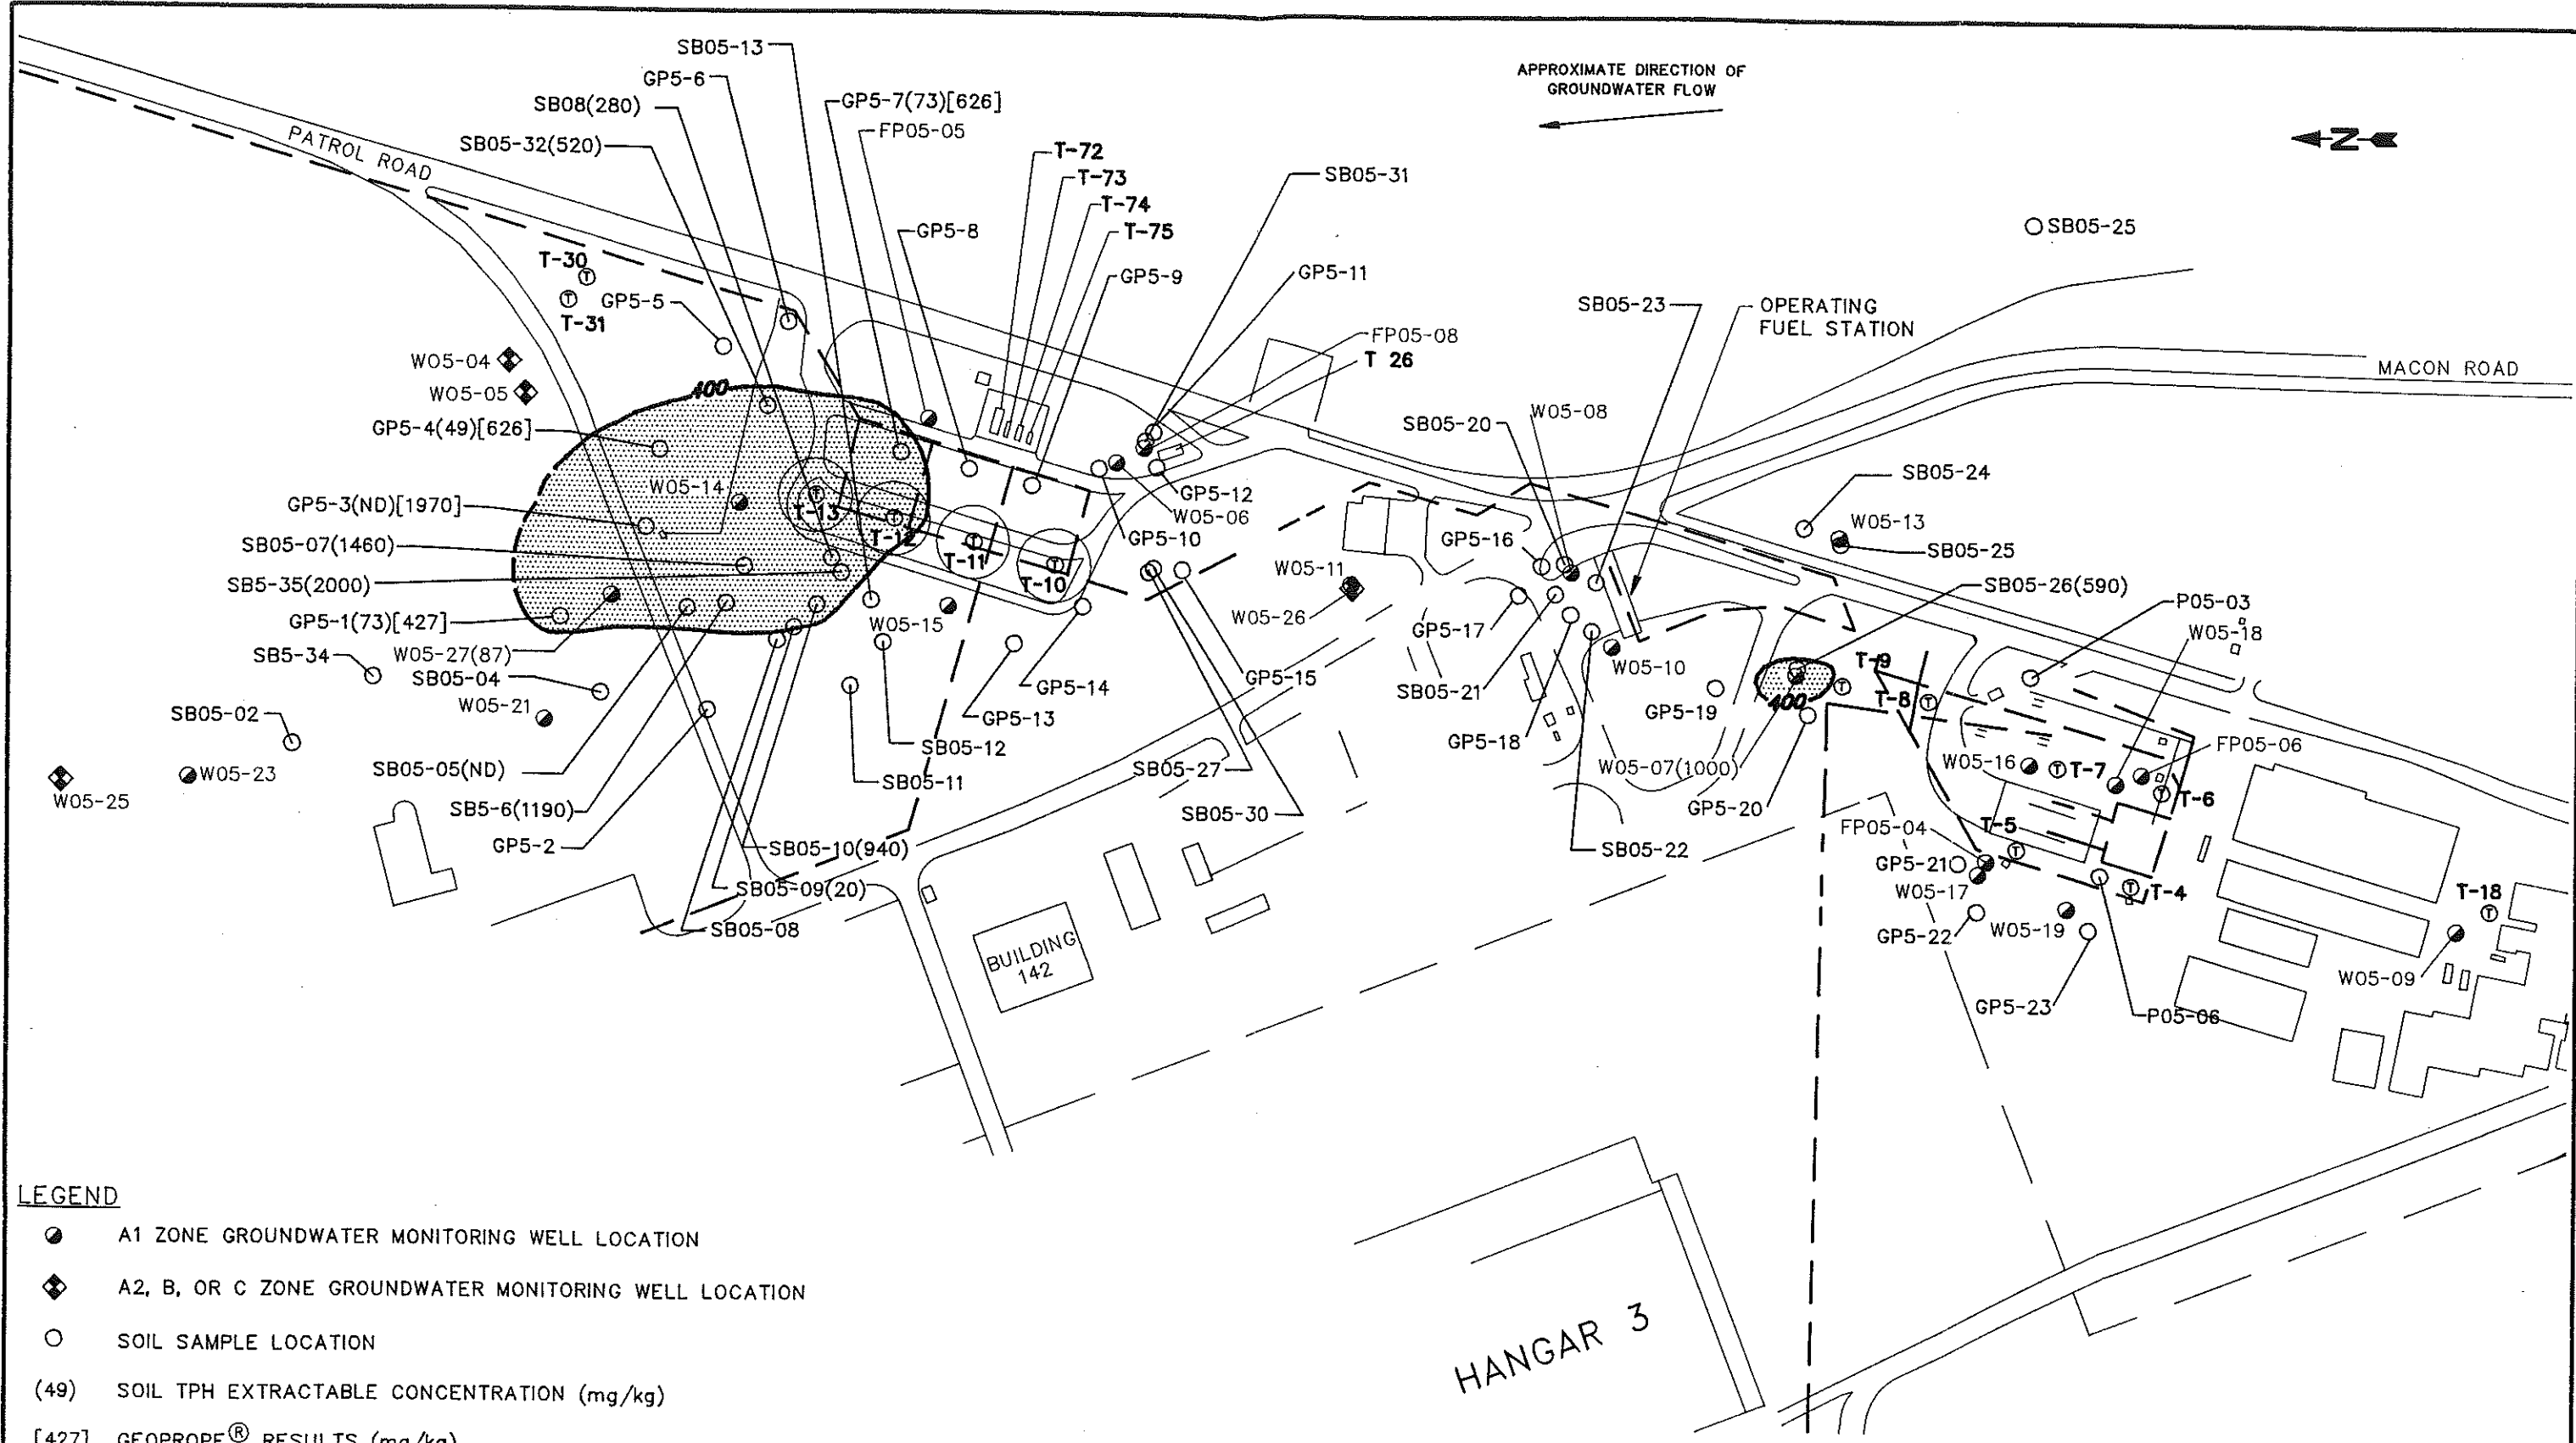 SB05-13
GP5-6
SB08(280)
SB05-32(520)
GP5-7(73)[626]
FP05-05
APPROXIMATE DIRECTION OF
GROUNDWATER FLOW
N
PATROL ROAD
T-72
T-73
T-74
T-75
SB05-31
GP5-8
GP5-9
GP5-11
SB05-25
T-30
T-31
GP5-5
SB05-23
OPERATING
FUEL STATION
FP05-08
T 26
W05-04
W05-05
400
MACON ROAD
GP5-4(49)[626]
SB05-20
W05-08
SB05-24
GP5-3(ND)[1970]
W05-14
T-13
T-12
T-11
T-10
GP5-12
W05-06
GP5-10
GP5-16
W05-13
SB05-25
SB05-07(1460)
SB5-35(2000)
GP5-1(73)[427]
W05-11
W05-26
SB05-26(590)
P05-03
W05-18
W05-15
GP5-17
SB5-34
W05-27(87)
SB05-04
W05-21
GP5-14
GP5-15
GP5-13
SB05-21
W05-10
T-9
400
T-8
GP5-19
SB05-02
SB05-12
GP5-18
FP05-06
W05-23
W05-25
SB05-05(ND)
SB05-11
SB05-27
W05-07(1000)
W05-16
T-7
T-6
SB5-6(1190)
GP5-2
SB05-30
GP5-20
FP05-04
T-5
SB05-10(940)
SB05-22
GP5-21
W05-17
SB05-09(20)
T-4
T-18
SB05-08
GP5-22
W05-19
BUILDING
142
W05-09
GP5-23
P05-06
HANGAR 3
LEGEND
A1 ZONE GROUNDWATER MONITORING WELL LOCATION
A2, B, OR C ZONE GROUNDWATER MONITORING WELL LOCATION
SOIL SAMPLE LOCATION
(49) SOIL TPH EXTRACTABLE CONCENTRATION (mg/kg)
[427] GEOPROPE® RESULTS (mg/kg)